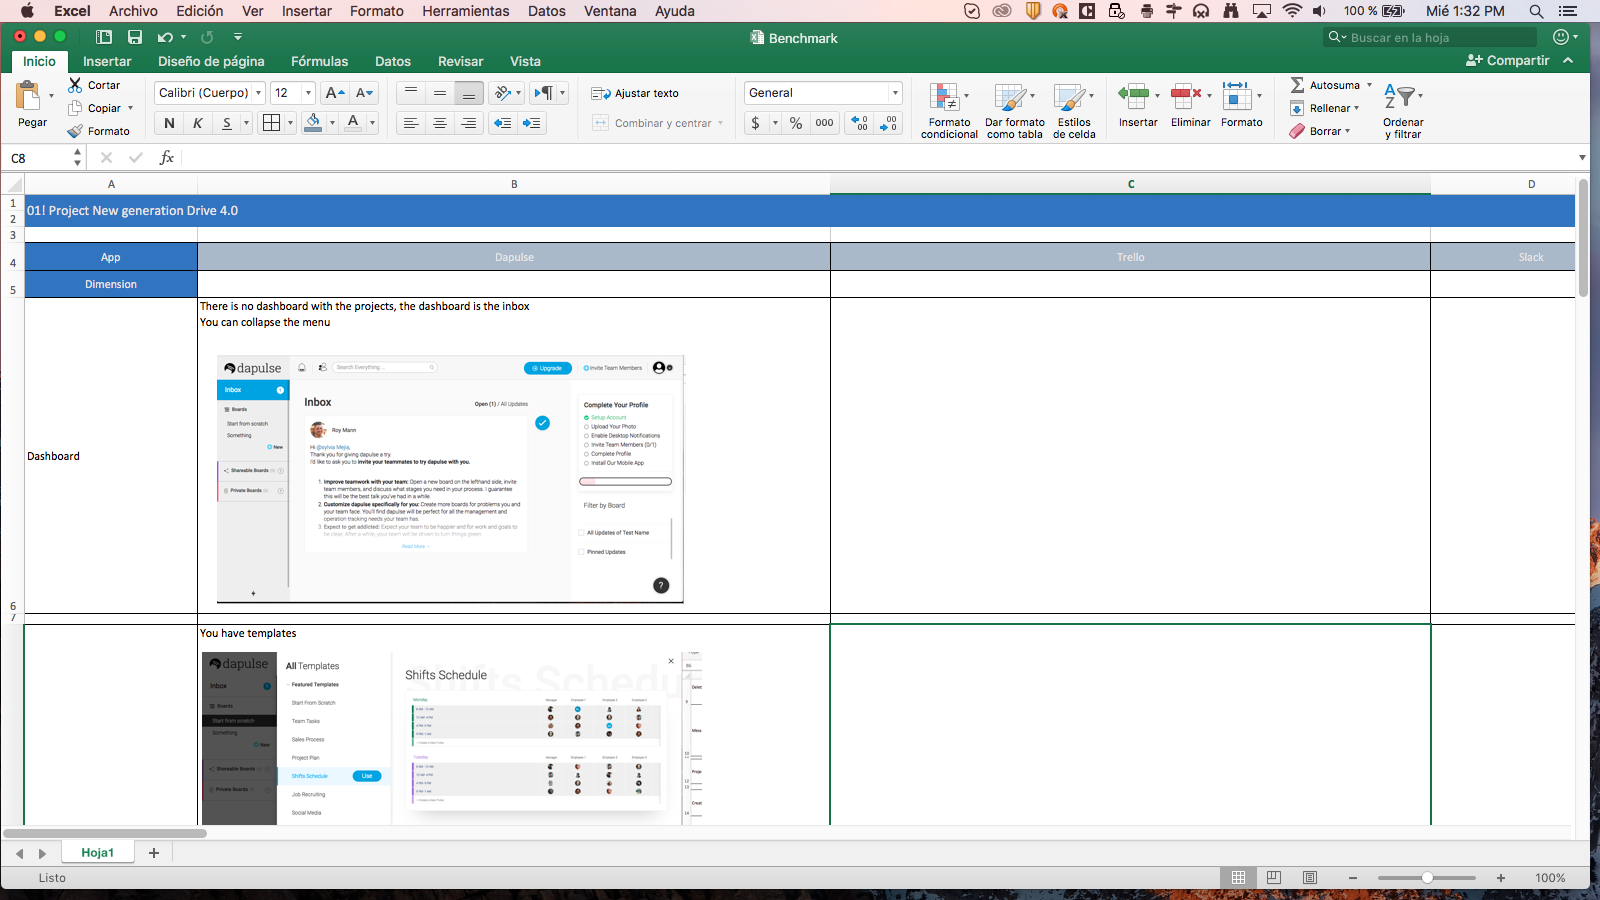 Excel Archivo Edición Ver Insertar Formato Herramientas Datos Ventana Ayuda 100 % Mié 1:32 PM
Benchmark
Buscar en la hoja
Inicio Insertar Diseño de página Fórmulas Datos Revisar Vista Compartir
Pegar
Cortar
Copiar
Formato
Calibri (Cuerpo) 12
N K S
Ajustar texto
Combinar y centrar
General
$ % 000
Formato condicional
Dar formato como tabla
Estilos de celda
Insertar
Eliminar
Formato
Autosuma
Rellenar
Borrar
Ordenar y filtrar
C8
fx
A B C D
1
2
01! Project New generation Drive 4.0
3
4 App Dapulse Trello Slack
5 Dimension
There is no dashboard with the projects, the dashboard is the inbox
You can collapse the menu
Dashboard
dapulse
Search Everything ...
Upgrade
Invite Team Members
Inbox
Boards
Start from scratch
Something
New
Shareable Boards
Private Boards
Inbox
Open (1) / All Updates
Roy Mann
Hi @sylvia Mejia,
Thank you for giving dapulse a try.
I'd like to ask you to invite your teammates to try dapulse with you.
1. Improve teamwork with your team: Open a new board on the lefthand side, invite
team members, and discuss what stages you need in your process. I guarantee
this will be the best talk you've had in a while.
2. Customize dapulse specifically for you: Create more boards for problems you and
your team face. You'll find dapulse will be perfect for all the management and
operation tracking needs your team has.
3. Expect to get addicted: Expect your team to be happier and for work and goals to
be clear. After a while, your team will be driven to turn things green
Read More
Complete Your Profile
Setup Account
Upload Your Photo
Enable Desktop Notifications
Invite Team Members (0/1)
Complete Profile
Install Our Mobile App
Filter by Board
All Updates of Test Name
Pinned Updates
?
6
7
You have templates
dapulse
Inbox
Boards
Start from scratch
Something
New
Shareable Boards
Private Boards
All Templates
Featured Templates
Start From Scratch
Team Tasks
Sales Process
Project Plan
Shifts Schedule Use
Job Recruiting
Social Media
Shifts Schedule
Shifts Schedule
Monday
Tuesday
Hoja1
Listo
100%